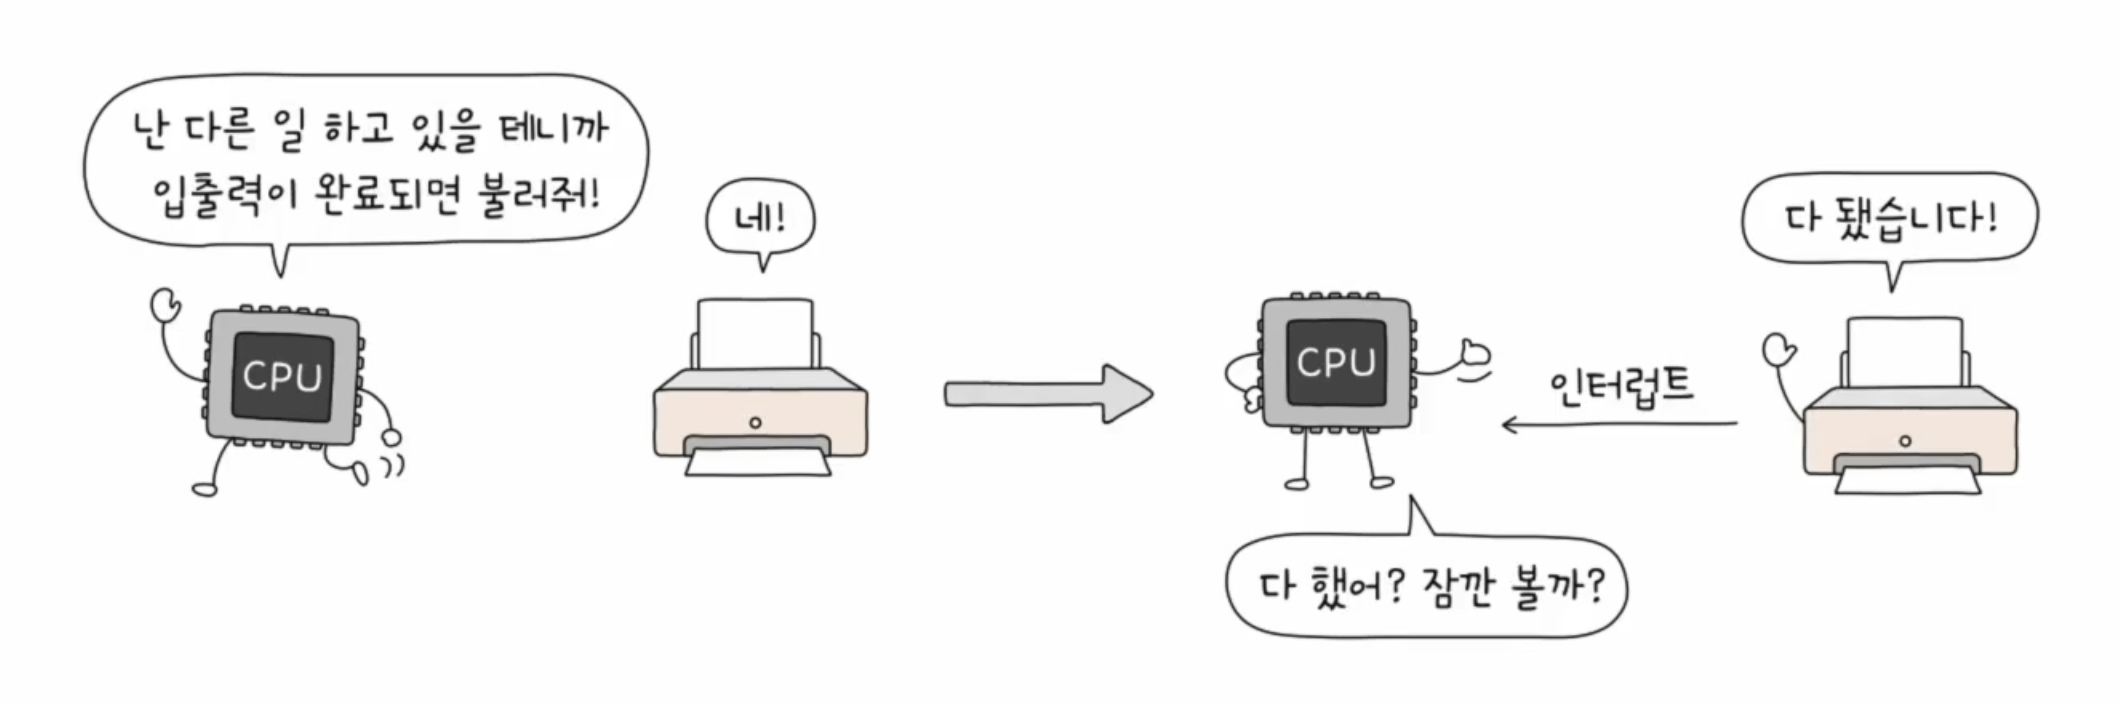 난 다른 일 하고 있을 테니까
입출력이 완료되면 불러줘!
CPU
네!
CPU
다 했어? 잠깐 볼까?
인터럽트
다 됐습니다!